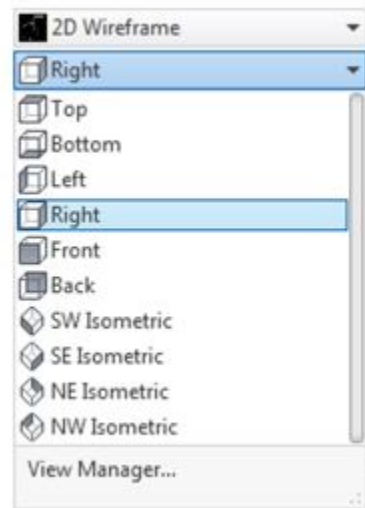 2D Wireframe
Right
Top
Bottom
Left
Right
Front
Back
SW Isometric
SE Isometric
NE Isometric
NW Isometric
View Manager...